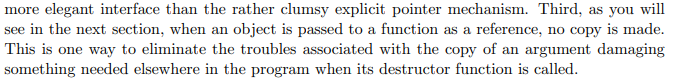 more elegant interface than the rather clumsy explicit pointer mechanism. Third, as you will
see in the next section, when an object is passed to a function as a reference, no copy is made.
This is one way to eliminate the troubles associated with the copy of an argument damaging
something needed elsewhere in the program when its destructor function is called.